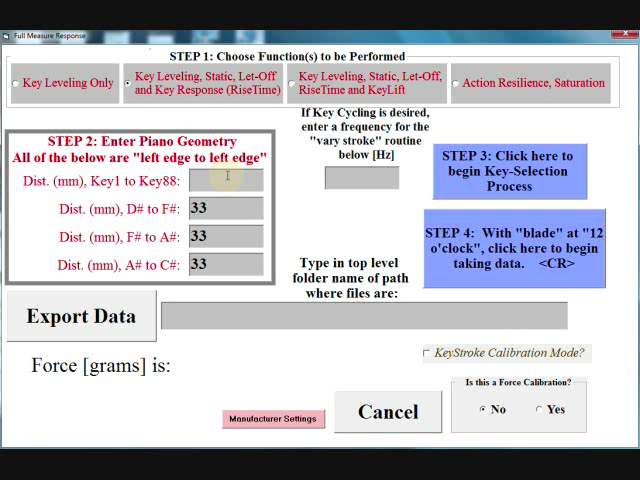 Full Measure Response
STEP 1: Choose Function(s) to be Performed
Key Leveling Only
Key Leveling, Static, Let-Off
and Key Response (RiseTime)
Key Leveling, Static, Let-Off,
RiseTime and KeyLift
Action Resilience, Saturation
If Key Cycling is desired,
enter a frequency for the
"vary stroke" routine
below [Hz]
STEP 2: Enter Piano Geometry
All of the below are "left edge to left edge"
Dist. (mm), Key1 to Key88:
Dist. (mm), D# to F#: 33
Dist. (mm), F# to A#: 33
Dist. (mm), A# to C#: 33
STEP 3: Click here to
begin Key-Selection
Process
STEP 4: With "blade" at "12
o'clock", click here to begin
taking data. <CR>
Type in top level
folder name of path
where files are:
Export Data
Force [grams] is:
KeyStroke Calibration Mode?
Is this a Force Calibration?
No Yes
Manufacturer Settings
Cancel